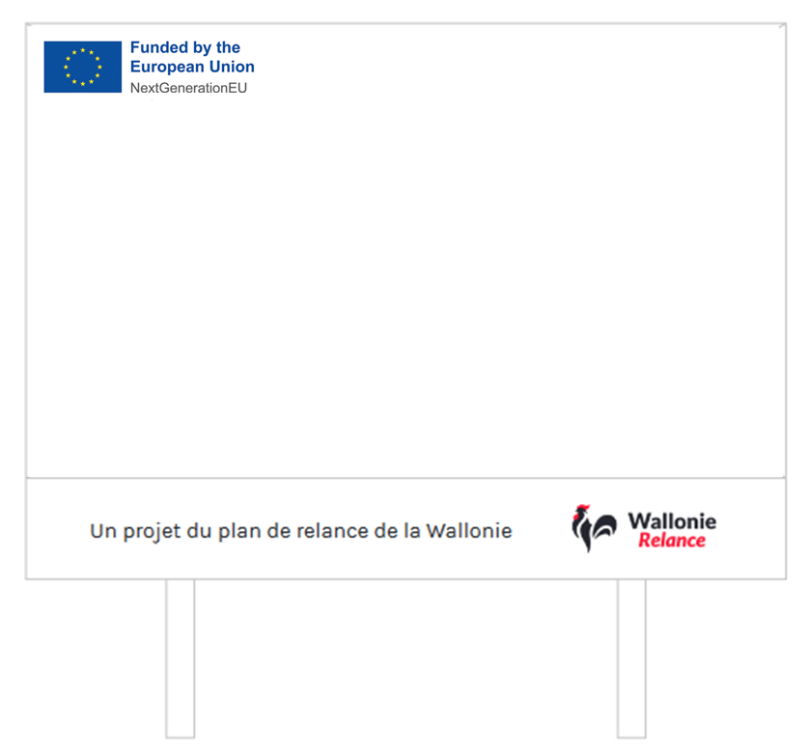 Funded by the
European Union
NextGenerationEU
Un projet du plan de relance de la Wallonie
Wallonie
Relance